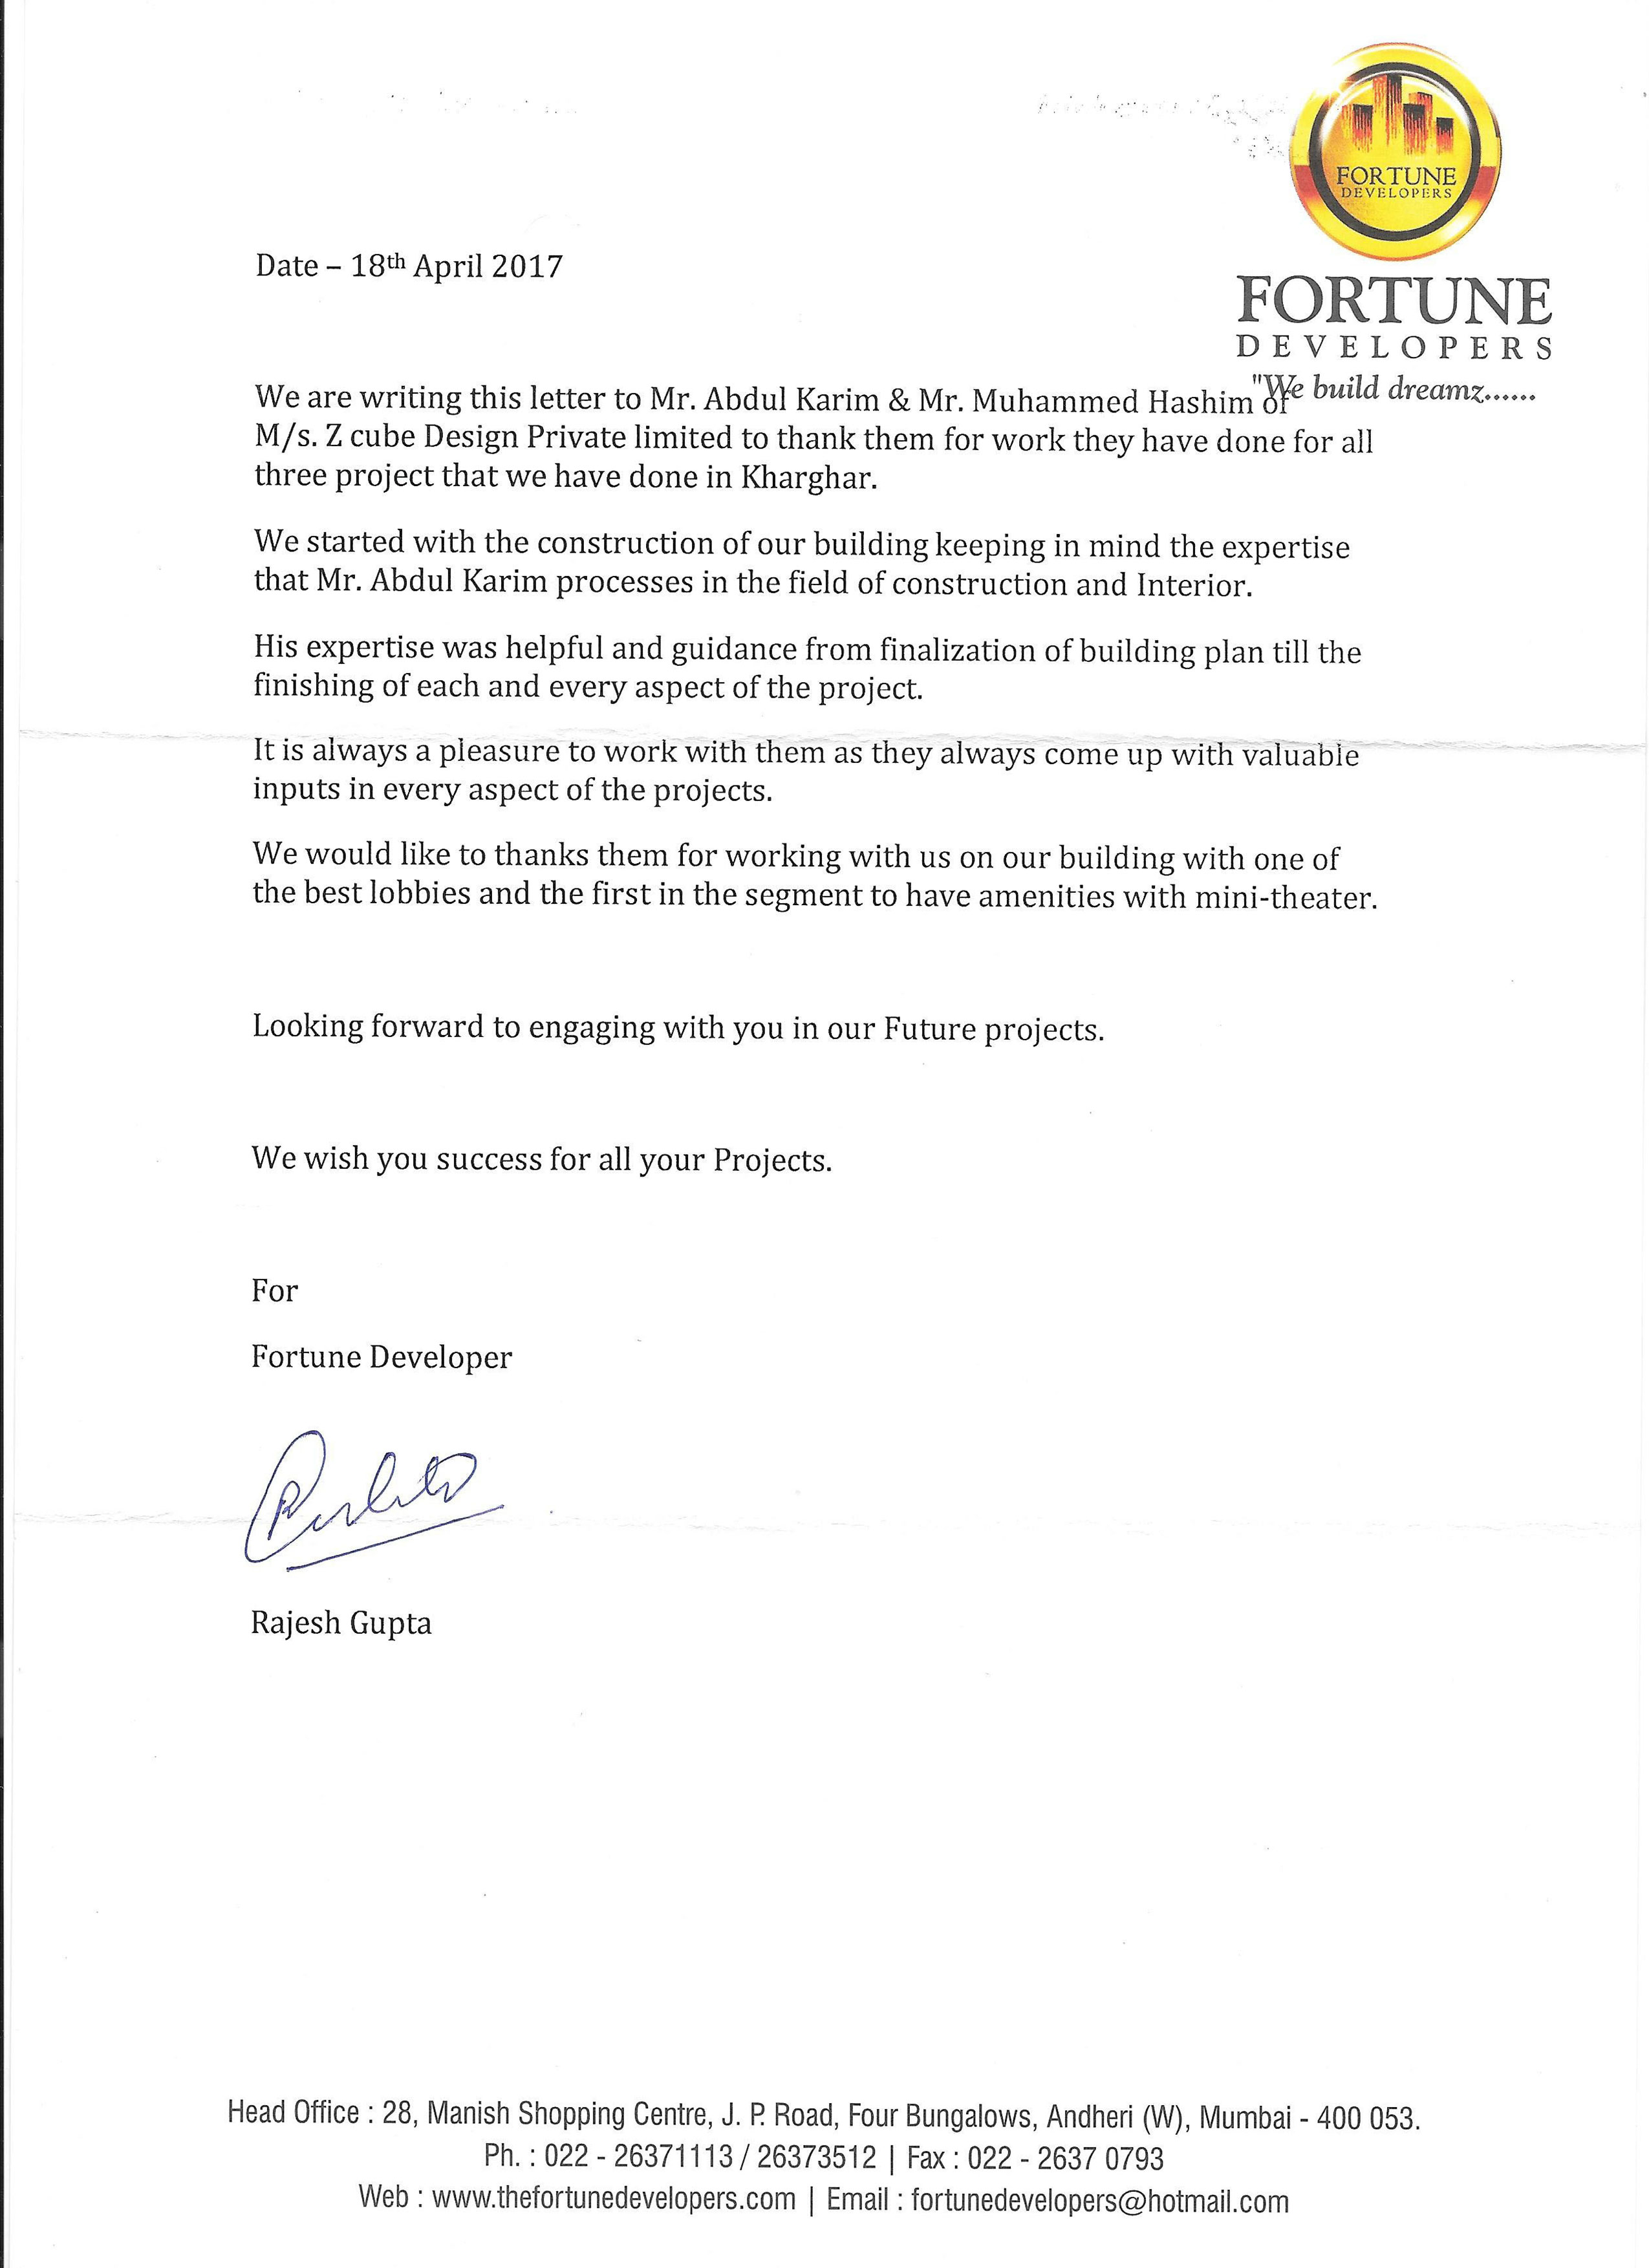 FORTUNE
DEVELOPERS
Date – 18th April 2017
FORTUNE
DEVELOPERS
"We build dreamz......
We are writing this letter to Mr. Abdul Karim & Mr. Muhammed Hashim of
M/s. Z cube Design Private limited to thank them for work they have done for all
three project that we have done in Kharghar.
We started with the construction of our building keeping in mind the expertise
that Mr. Abdul Karim processes in the field of construction and Interior.
His expertise was helpful and guidance from finalization of building plan till the
finishing of each and every aspect of the project.
It is always a pleasure to work with them as they always come up with valuable
inputs in every aspect of the projects.
We would like to thanks them for working with us on our building with one of
the best lobbies and the first in the segment to have amenities with mini-theater.
Looking forward to engaging with you in our Future projects.
We wish you success for all your Projects.
For
Fortune Developer
Rajesh Gupta
Head Office : 28, Manish Shopping Centre, J. P. Road, Four Bungalows, Andheri (W), Mumbai - 400 053.
Ph. : 022 - 26371113 / 26373512 | Fax : 022 - 2637 0793
Web : www.thefortunedevelopers.com | Email : fortunedevelopers@hotmail.com